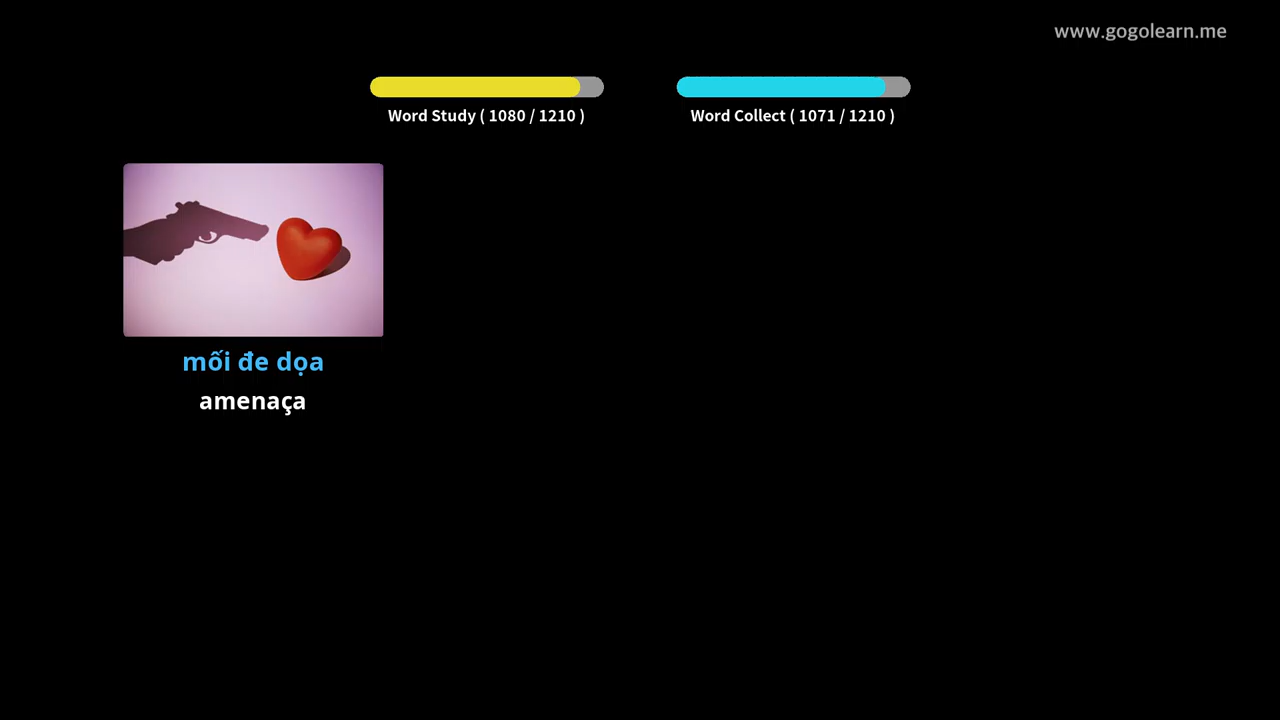 www.gogolearn.me
Word Study ( 1080 / 1210 )
Word Collect ( 1071 / 1210 )
mối đe dọa
amenaça